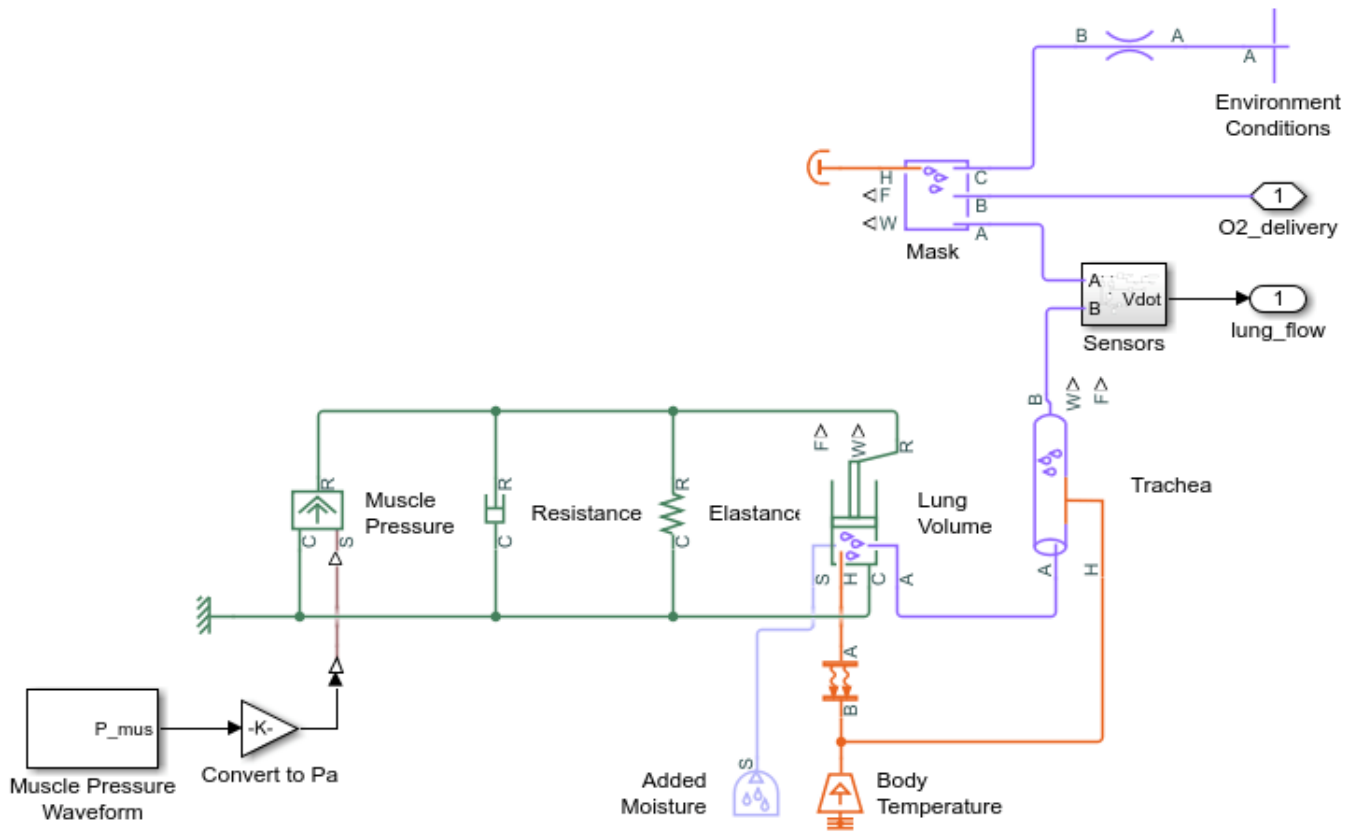 B A
A
Environment
Conditions
H
F
W
C
B
A
Mask
1
O2_delivery
A
B
Vdot
Sensors
1
lung_flow
B
W
F
Trachea
A
H
F
W
R
Lung
Volume
S
H
C
A
R
Muscle
Pressure
C
S
R
Resistance
C
R
Elastance
C
A
B
P_mus
Muscle Pressure
Waveform
-K-
Convert to Pa
S
Added
Moisture
Body
Temperature